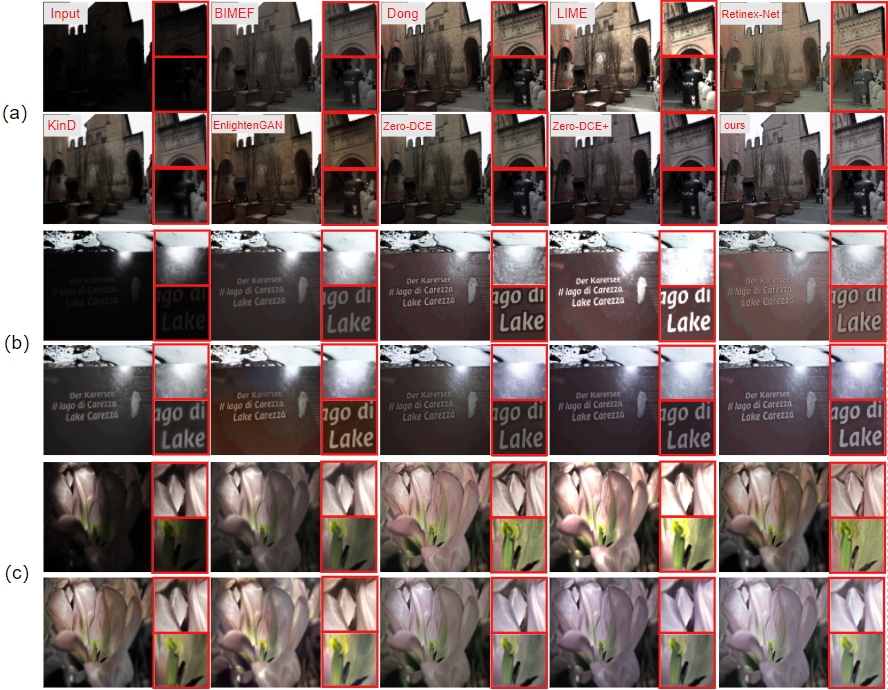 Input BIMEF Dong LIME Retinex-Net
(a)
KinD EnlightenGAN Zero-DCE Zero-DCE+ ours
Der Karersee
Il lago di Carezza
Lake Carezza
ago di
Lake
Der Karersee
Il lago di Carezza
Lake Carezza
ago di
Lake
Der Karersee
Il lago di Carezza
Lake Carezza
ago di
Lake
Der Karersee
Il lago di Carezza
Lake Carezza
ago di
Lake
Der Karersee
Il lago di Carezza
Lake Carezza
ago di
Lake
(b)
Der Karersee
Il lago di Carezza
Lake Carezza
ago di
Lake
Der Karersee
Il lago di Carezza
Lake Carezza
ago di
Lake
Der Karersee
Il lago di Carezza
Lake Carezza
ago di
Lake
Der Karersee
Il lago di Carezza
Lake Carezza
ago di
Lake
Der Karersee
Il lago di Carezza
Lake Carezza
ago di
Lake
(c)